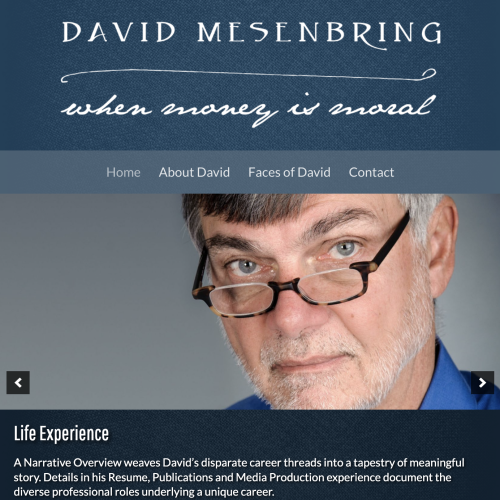 DAVID MESENBRING
when money is moral
Home About David Faces of David Contact
Life Experience
A Narrative Overview weaves David's disparate career threads into a tapestry of meaningful
story. Details in his Resume, Publications and Media Production experience document the
diverse professional roles underlying a unique career.